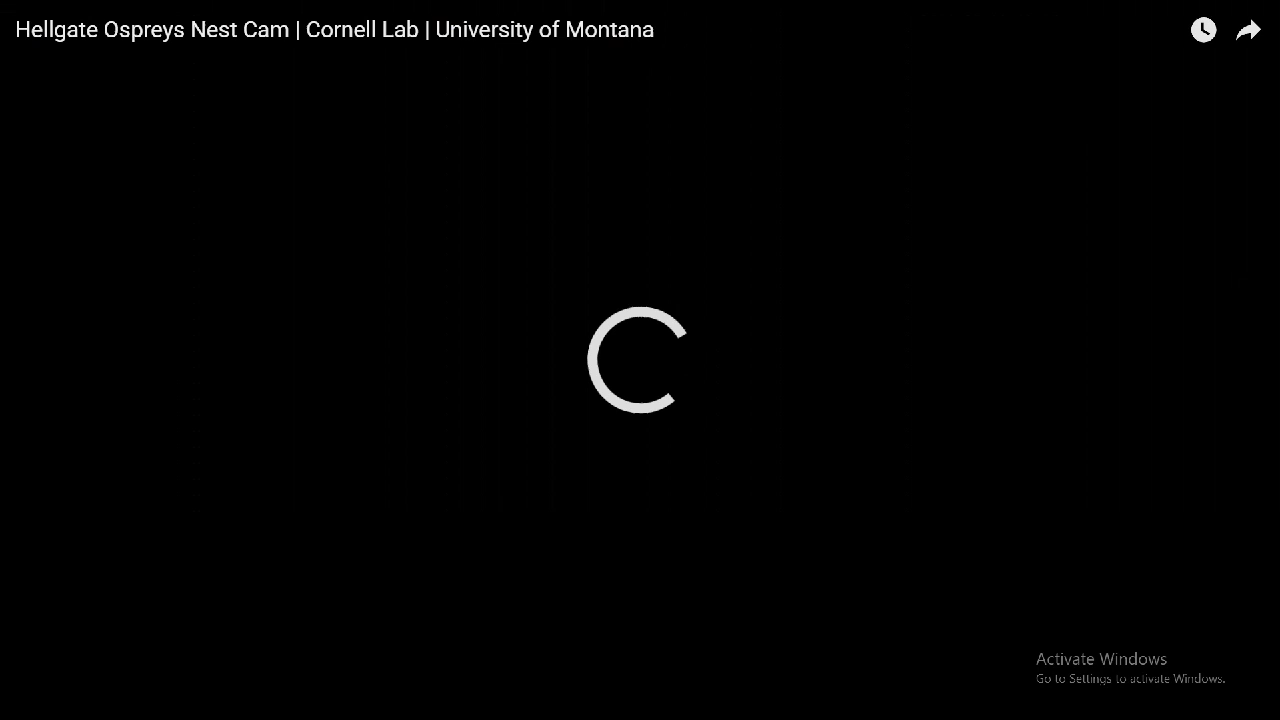 Hellgate Ospreys Nest Cam | Cornell Lab | University of Montana
Activate Windows
Go to Settings to activate Windows.